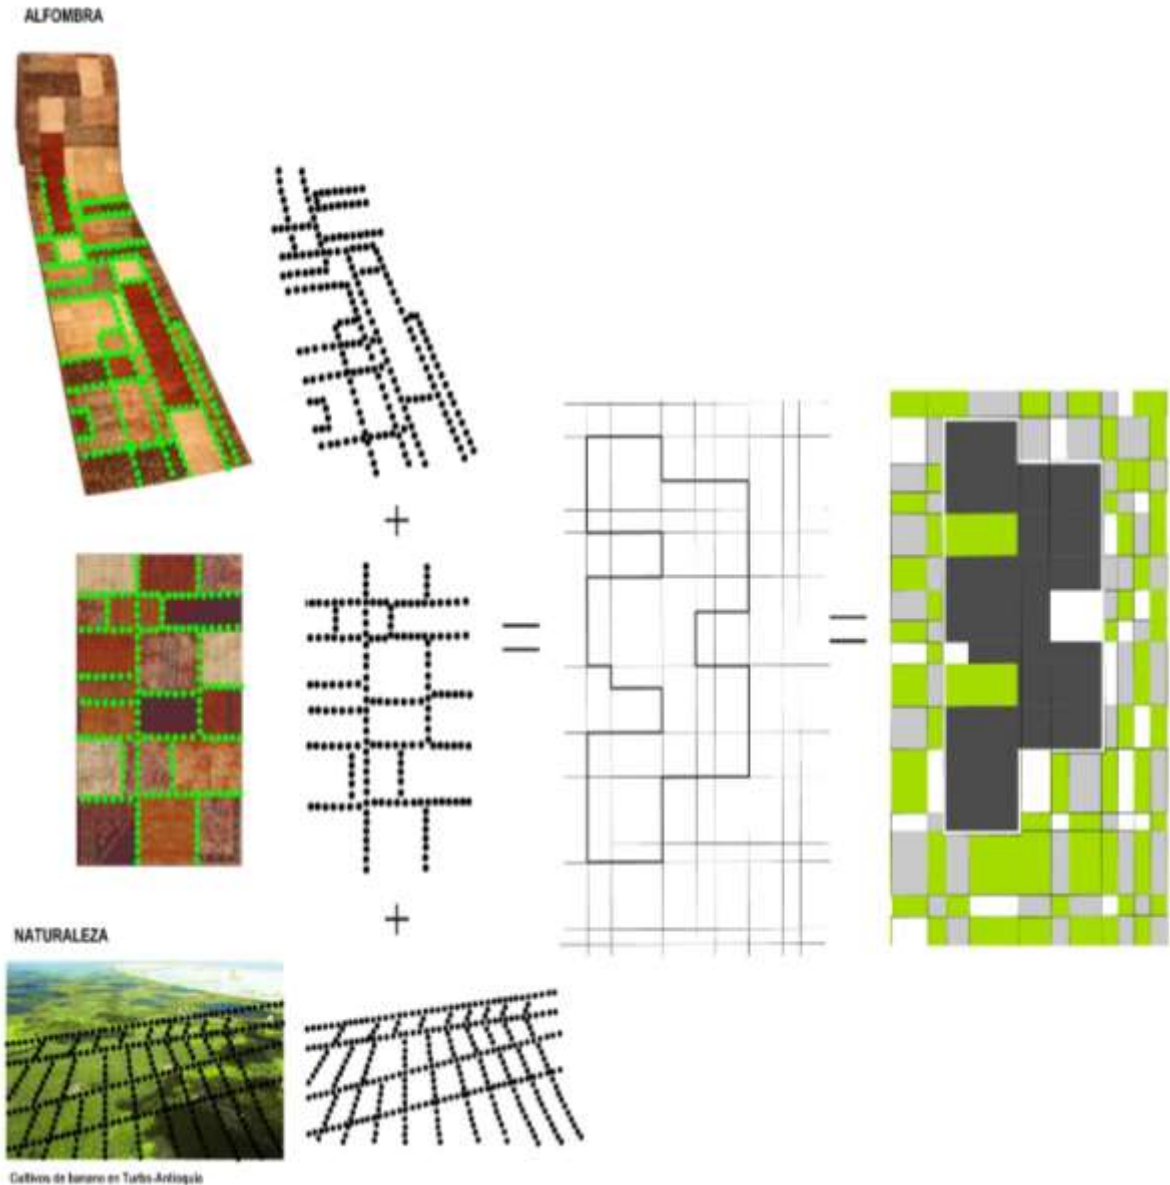 ALFOMBRA
+
=
=
+
NATURALEZA
Cultivos de banano en Turbo-Antioquia